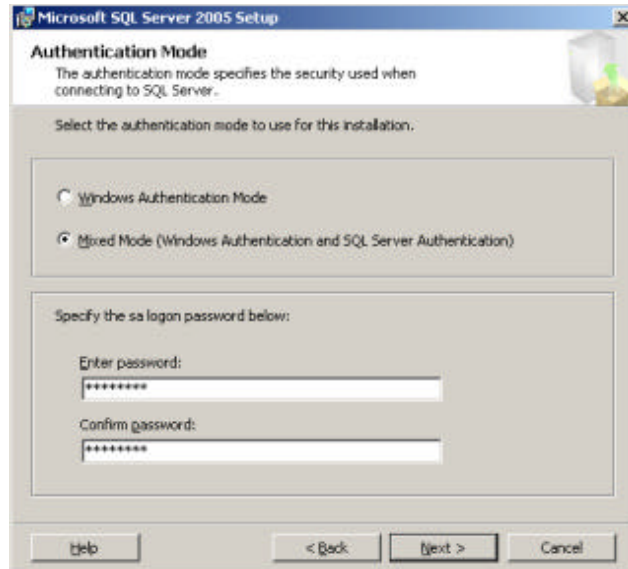 Microsoft SQL Server 2005 Setup
Authentication Mode
The authentication mode specifies the security used when
connecting to SQL Server.
Select the authentication mode to use for this installation.
Windows Authentication Mode
Mixed Mode (Windows Authentication and SQL Server Authentication)
Specify the sa logon password below:
Enter password:
********
Confirm password:
********
Help
< Back
Next >
Cancel